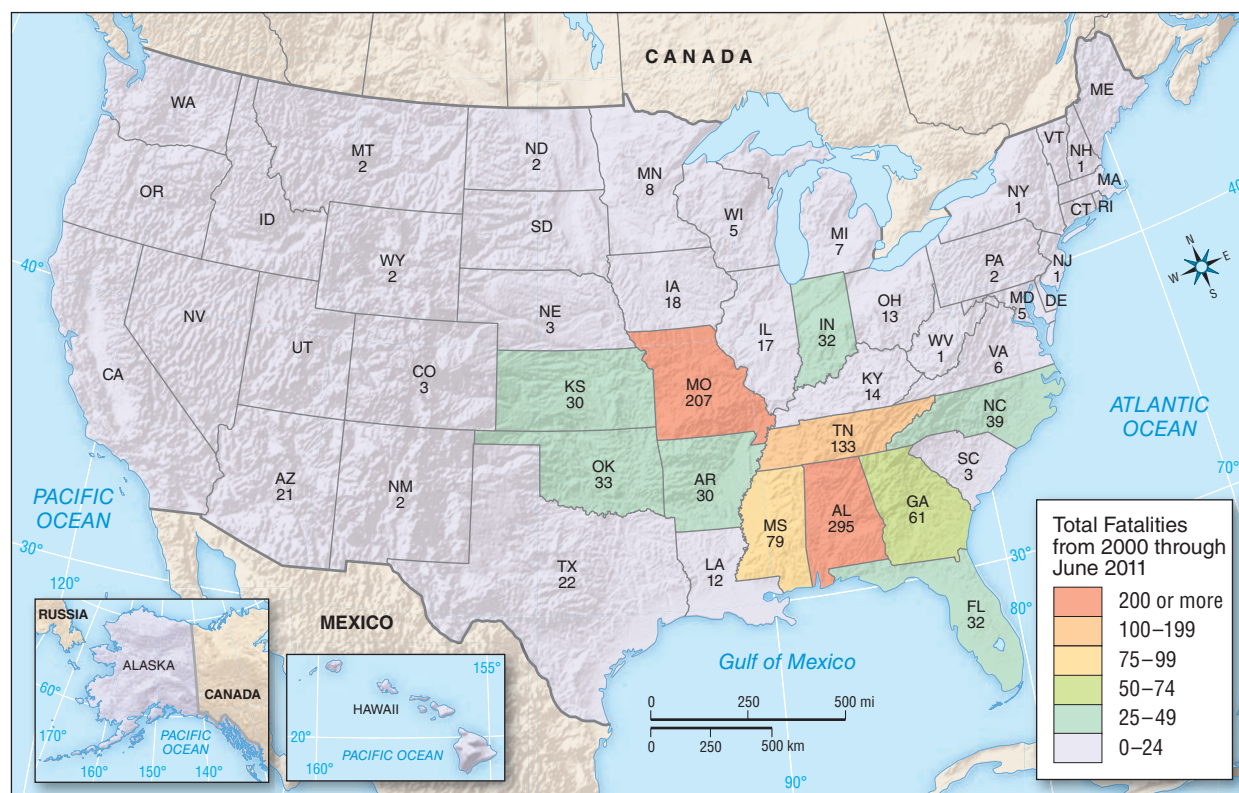 CANADA
WA
MT
2
ND
2
MN
8
ME
VT
NH
1
MA
RI
CT
NY
1
OR
ID
SD
WI
5
MI
7
WY
2
IA
18
PA
2
NJ
1
MD
5
DE
NE
3
OH
13
IN
32
IL
17
WV
1
VA
6
NV
UT
CO
3
CA
KS
30
MO
207
KY
14
NC
39
TN
133
SC
3
AZ
21
NM
2
OK
33
AR
30
MS
79
AL
295
GA
61
TX
22
LA
12
FL
32
40°
30°
120°
40
70°
30°
80°
90°
N
E
S
W
PACIFIC
OCEAN
ATLANTIC
OCEAN
MEXICO
Gulf of Mexico
0 250 500 mi
0 250 500 km
RUSSIA
ALASKA
CANADA
PACIFIC
OCEAN
60°
170°
160°
150°
140°
155°
HAWAII
20°
PACIFIC OCEAN
160°
Total Fatalities
from 2000 through
June 2011
200 or more
100–199
75–99
50–74
25–49
0–24